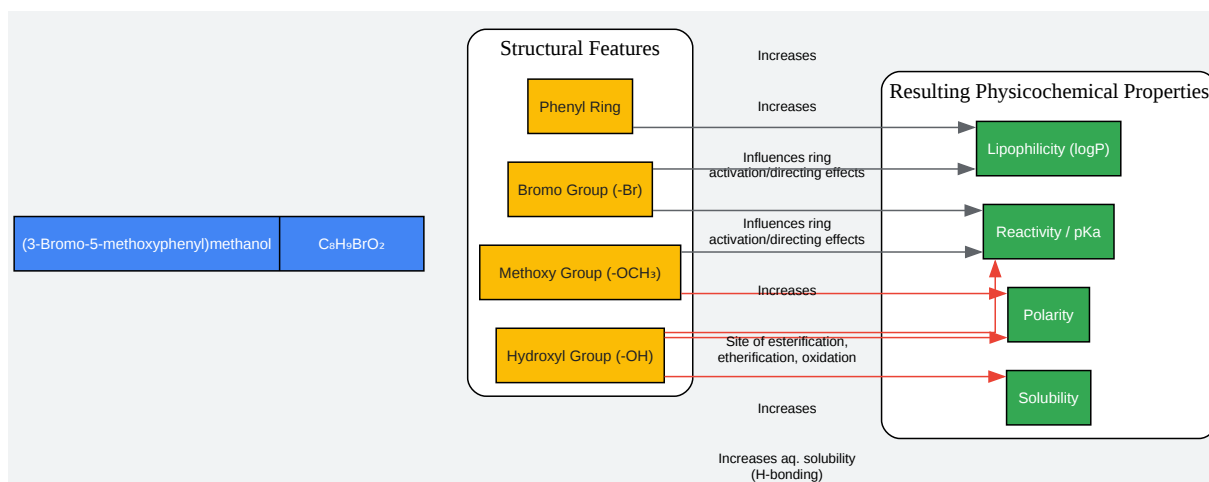 (3-Bromo-5-methoxyphenyl)methanol
C₈H₉BrO₂
Structural Features
Phenyl Ring
Bromo Group (-Br)
Methoxy Group (-OCH₃)
Hydroxyl Group (-OH)
Increases
Increases
Influences ring
activation/directing effects
Influences ring
activation/directing effects
Increases
Site of esterification,
etherification, oxidation
Increases
Increases aq. solubility
(H-bonding)
Resulting Physicochemical Properties
Lipophilicity (logP)
Reactivity / pKa
Polarity
Solubility